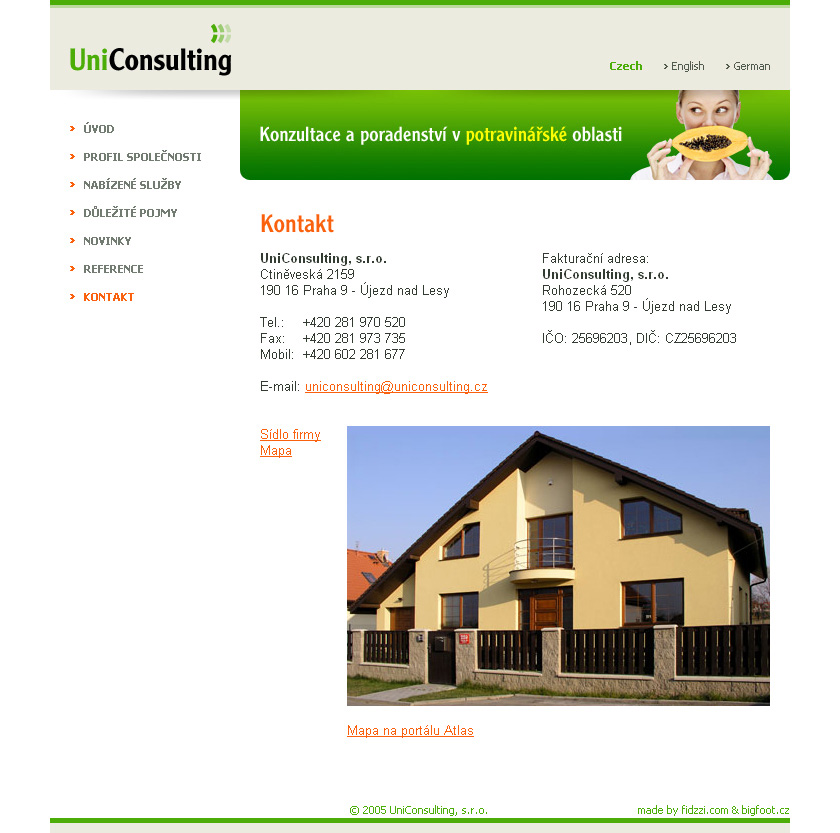 UniConsulting
Czech
English
German
ÚVOD
PROFIL SPOLEČNOSTI
NABÍZENÉ SLUŽBY
DŮLEŽITÉ POJMY
NOVINKY
REFERENCE
KONTAKT
Konzultace a poradenství v potravinářské oblasti
Kontakt
UniConsulting, s.r.o.
Ctiněveská 2159
190 16 Praha 9 - Újezd nad Lesy
Tel.: +420 281 970 520
Fax: +420 281 973 735
Mobil: +420 602 281 677
E-mail: uniconsulting@uniconsulting.cz
Fakturační adresa:
UniConsulting, s.r.o.
Rohozecká 520
190 16 Praha 9 - Újezd nad Lesy
IČO: 25696203, DIČ: CZ25696203
Sídlo firmy
Mapa
Mapa na portálu Atlas
© 2005 UniConsulting, s.r.o.
made by fidzzi.com & bigfoot.cz